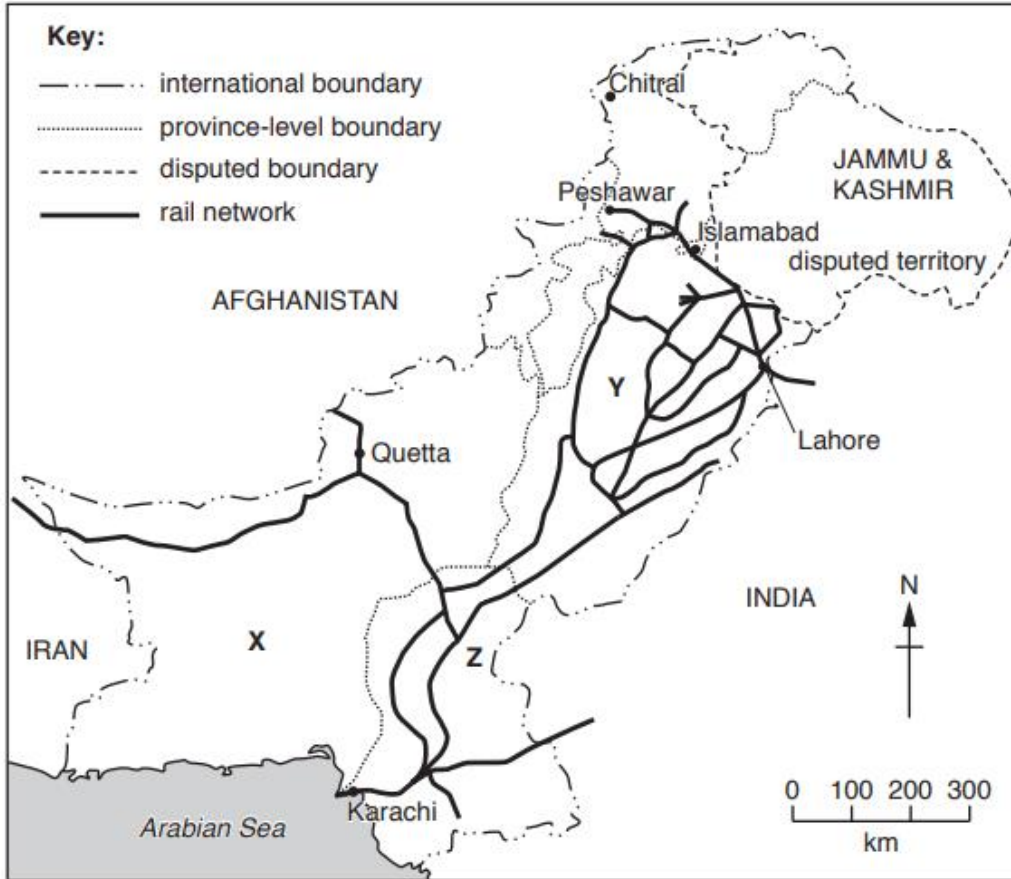 Key:
international boundary
province-level boundary
disputed boundary
rail network
Chitral
JAMMU &
KASHMIR
Peshawar
Islamabad
disputed territory
AFGHANISTAN
Y
Lahore
Quetta
INDIA
N
IRAN
X
Z
Karachi
Arabian Sea
0 100 200 300
km